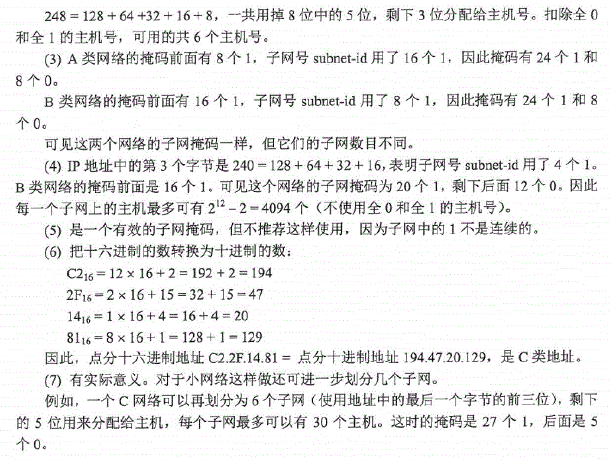 248 = 128 + 64 +32 + 16 + 8，一共用掉 8 位中的 5 位，剩下 3 位分配给主机号。扣除全 0
和全 1 的主机号，可用的共 6 个主机号。
(3) A 类网络的掩码前面有 8 个 1，子网号 subnet-id 用了 16 个 1，因此掩码有 24 个 1 和
8 个 0。
B 类网络的掩码前面有 16 个 1，子网号 subnet-id 用了 8 个 1，因此掩码有 24 个 1 和 8
个 0。
可见这两个网络的子网掩码一样，但它们的子网数目不同。
(4) IP 地址中的第 3 个字节是 240 = 128 + 64 + 32 + 16，表明子网号 subnet-id 用了 4 个 1。
B 类网络的掩码前面是 16 个 1。可见这个网络的子网掩码为 20 个 1，剩下后面 12 个 0。因此
每一个子网上的主机最多可有 2¹² – 2 = 4094 个（不使用全 0 和全 1 的主机号）。
(5) 是一个有效的子网掩码，但不推荐这样使用，因为子网中的 1 不是连续的。
(6) 把十六进制的数转换为十进制的数：
C2₁₆ = 12 × 16 + 2 = 192 + 2 = 194
2F₁₆ = 2 × 16 + 15 = 32 + 15 = 47
14₁₆ = 1 × 16 + 4 = 16 + 4 = 20
81₁₆ = 8 × 16 + 1 = 128 + 1 = 129
因此，点分十六进制地址 C2.2F.14.81 = 点分十进制地址 194.47.20.129，是 C 类地址。
(7) 有实际意义。对于小网络这样做还可进一步划分几个子网。
例如，一个 C 网络可以再划分为 6 个子网（使用地址中的最后一个字节的前三位），剩下
的 5 位用来分配给主机，每个子网最多可以有 30 个主机。这时的掩码是 27 个 1，后面是 5
个 0。